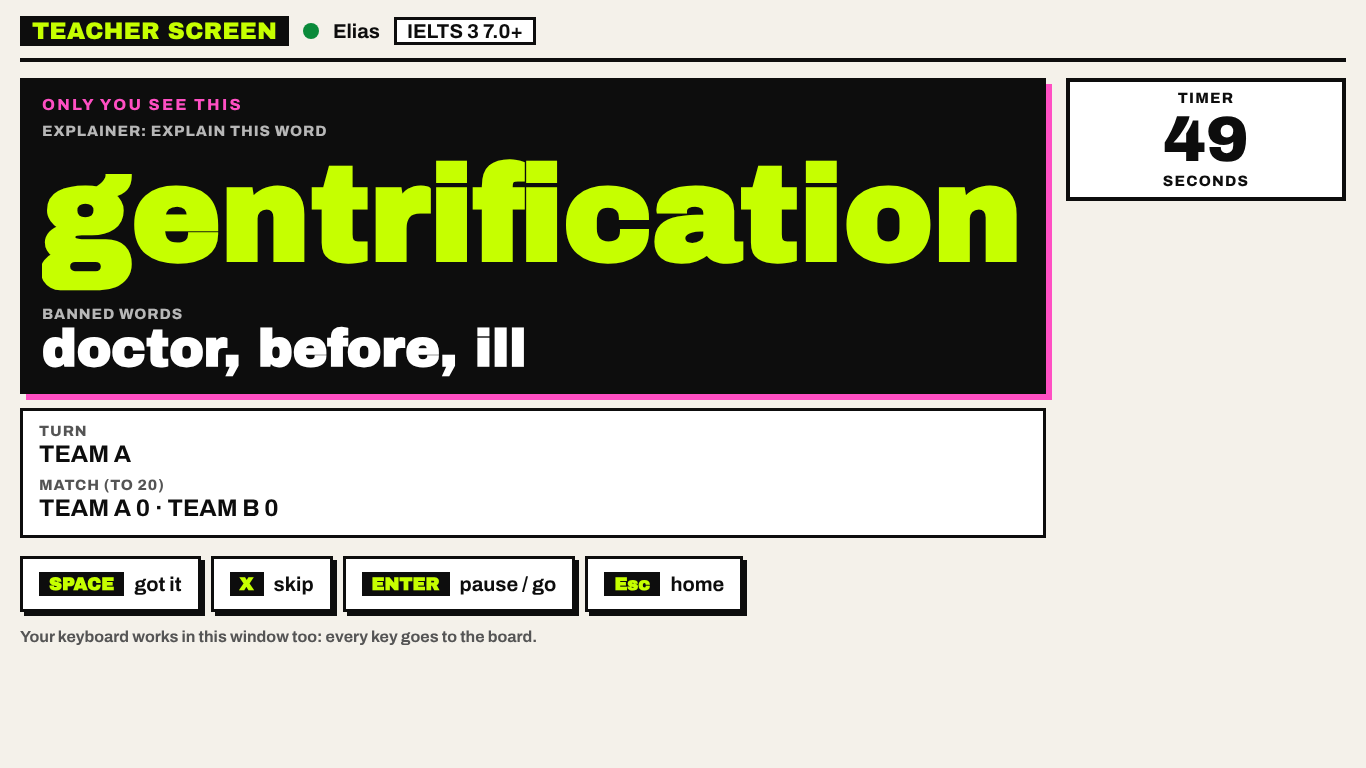 TEACHER SCREEN Elias IELTS 3 7.0+
ONLY YOU SEE THIS
EXPLAINER: EXPLAIN THIS WORD
gentrification
BANNED WORDS
doctor, before, ill
TIMER
49
SECONDS
TURN
TEAM A
MATCH (TO 20)
TEAM A 0 · TEAM B 0
SPACE got it X skip ENTER pause / go Esc home
Your keyboard works in this window too: every key goes to the board.